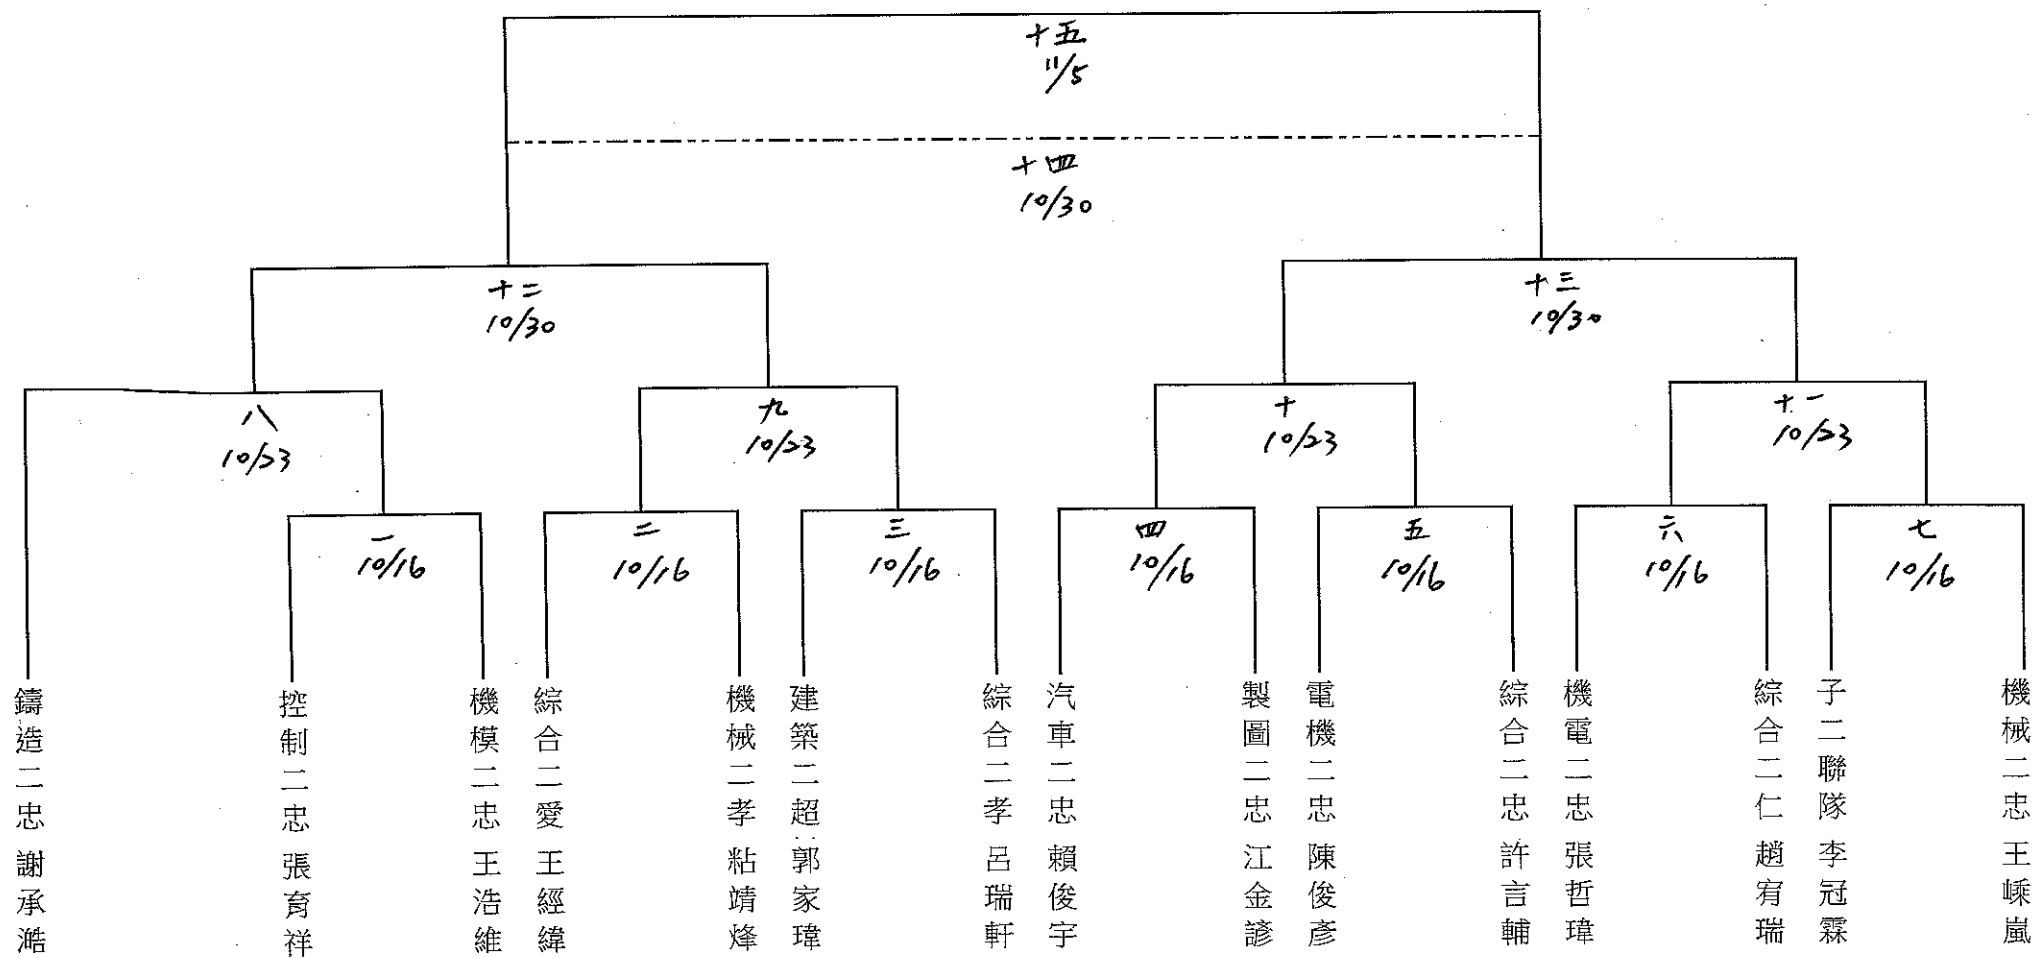 十五
11/5
十四
10/30
十二
10/30
十三
10/30
八
10/23
九
10/23
十
10/23
十一
10/23
一
10/16
二
10/16
三
10/16
四
10/16
五
10/16
六
10/16
七
10/16
鑄造二忠 謝承澔
控制二忠 張育祥
機模二忠 王浩維
綜合二愛 王經緯
機械二孝 粘靖烽
建築二超 郭家瑋
綜合二孝 呂瑞軒
汽車二忠 賴俊宇
製圖二忠 江金諺
電機二忠 陳俊彥
綜合二忠 許言輔
機電二忠 張哲瑋
綜合二仁 趙宥瑞
子二聯隊 李冠霖
機械二忠 王嵊嵐